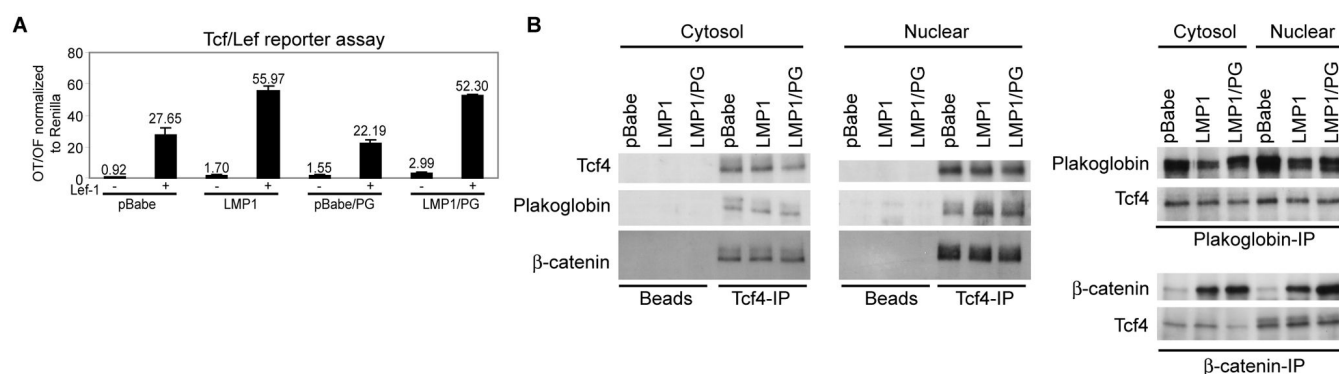 A
Tcf/Lef reporter assay
OT/OF normalized
to Renilla
80
60
40
20
0
0.92
27.65
1.70
55.97
1.55
22.19
2.99
52.30
Lef-1 - + - + - + - +
pBabe LMP1 pBabe/PG LMP1/PG
B
Cytosol
Nuclear
pBabe LMP1 LMP1/PG pBabe LMP1 LMP1/PG
pBabe LMP1 LMP1/PG pBabe LMP1 LMP1/PG
Tcf4
Plakoglobin
β-catenin
Beads Tcf4-IP
Beads Tcf4-IP
Cytosol Nuclear
pBabe LMP1 LMP1/PG pBabe LMP1 LMP1/PG
Plakoglobin
Tcf4
Plakoglobin-IP
β-catenin
Tcf4
β-catenin-IP